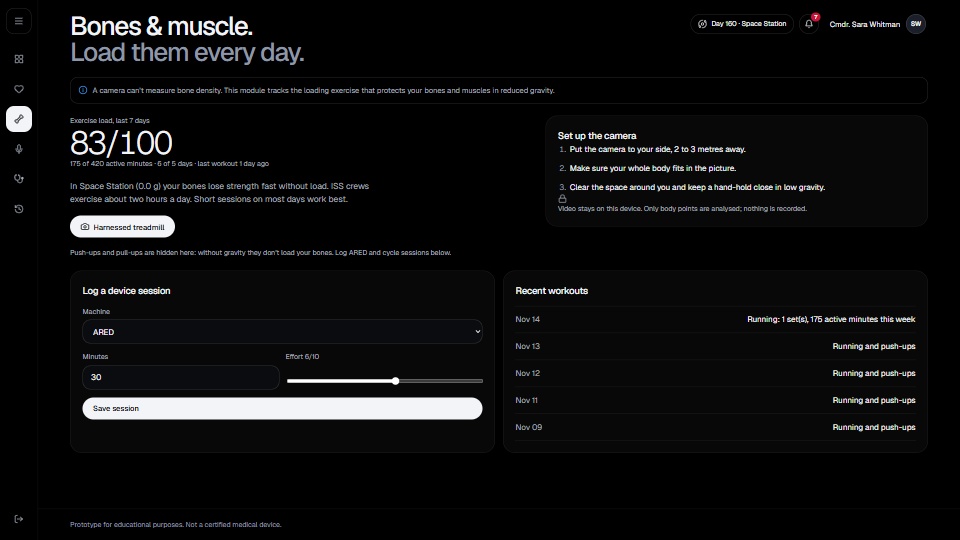 Bones & muscle.
Load them every day.
Day 160 · Space Station
7
Cmdr. Sara Whitman
SW
A camera can't measure bone density. This module tracks the loading exercise that protects your bones and muscles in reduced gravity.
Exercise load, last 7 days
83/100
175 of 420 active minutes · 6 of 5 days · last workout 1 day ago
In Space Station (0.0 g) your bones lose strength fast without load. ISS crews
exercise about two hours a day. Short sessions on most days work best.
Harnessed treadmill
Push-ups and pull-ups are hidden here: without gravity they don't load your bones. Log ARED and cycle sessions below.
Set up the camera
1. Put the camera to your side, 2 to 3 metres away.
2. Make sure your whole body fits in the picture.
3. Clear the space around you and keep a hand-hold close in low gravity.
Video stays on this device. Only body points are analysed; nothing is recorded.
Log a device session
Machine
ARED
Minutes
Effort 6/10
30
Save session
Recent workouts
Nov 14 Running: 1 set(s), 175 active minutes this week
Nov 13 Running and push-ups
Nov 12 Running and push-ups
Nov 11 Running and push-ups
Nov 09 Running and push-ups
Prototype for educational purposes. Not a certified medical device.